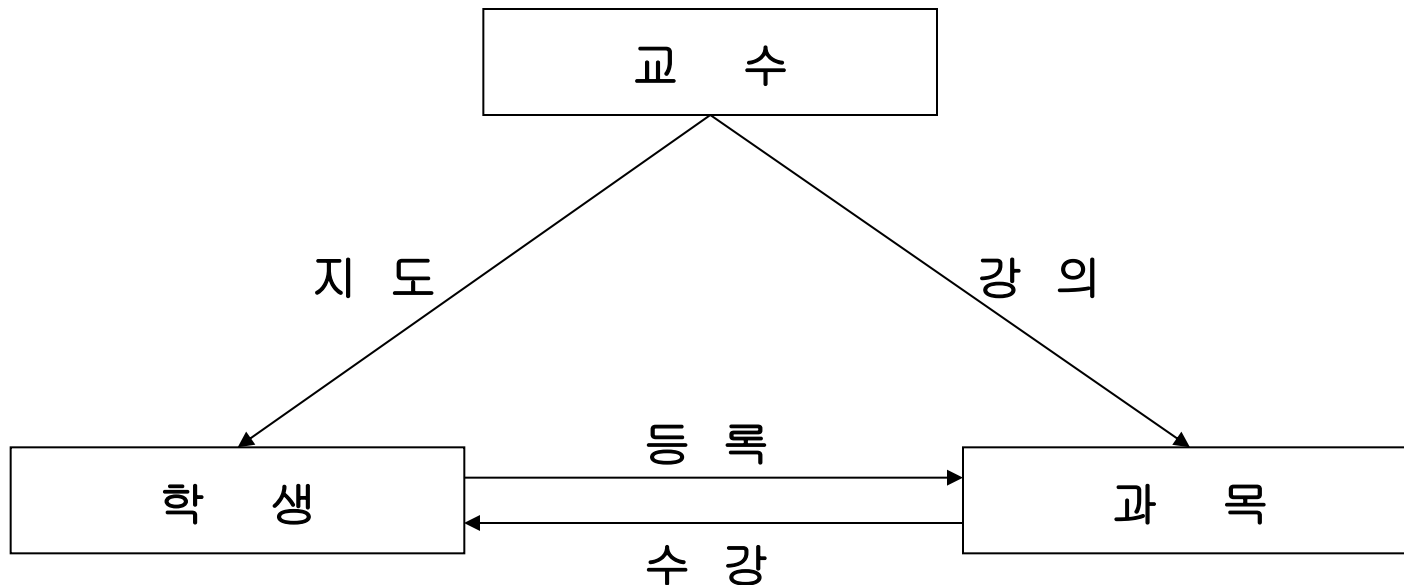 교 수
지 도
강 의
등 록
학 생
과 목
수 강